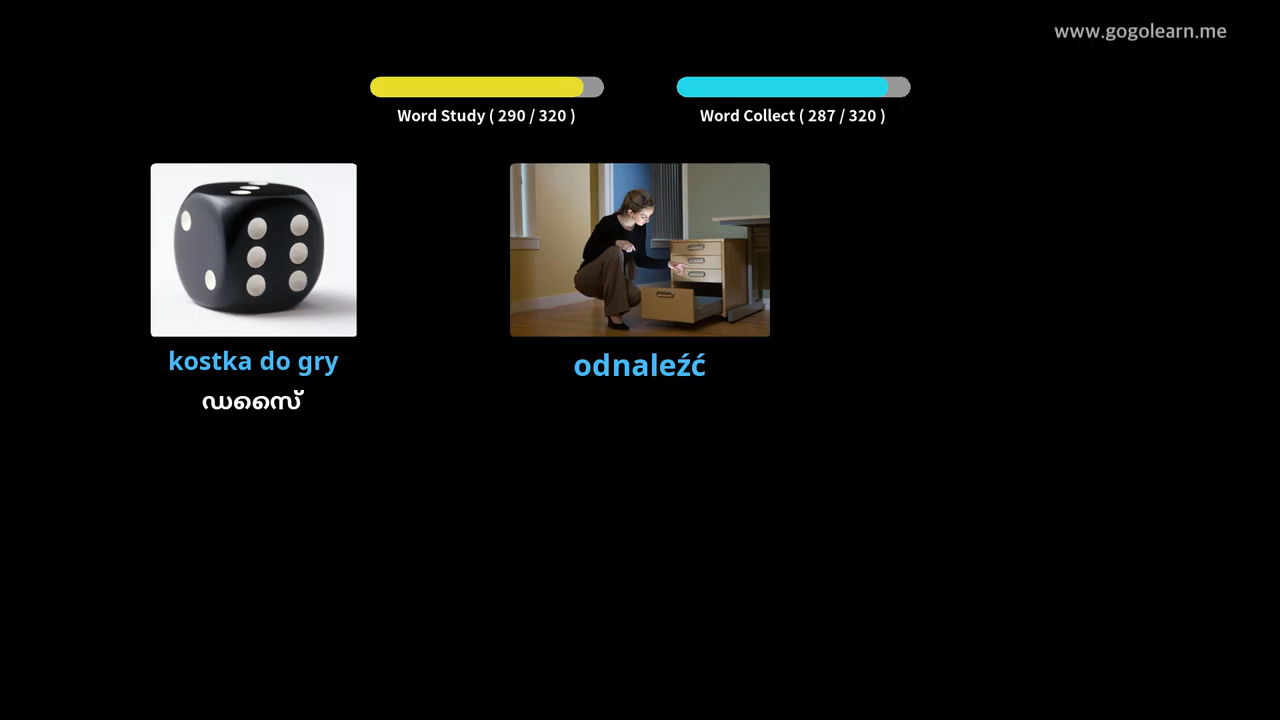 www.gogolearn.me
Word Study ( 290 / 320 )
Word Collect ( 287 / 320 )
kostka do gry
ഡൈസ്
odnaleźć